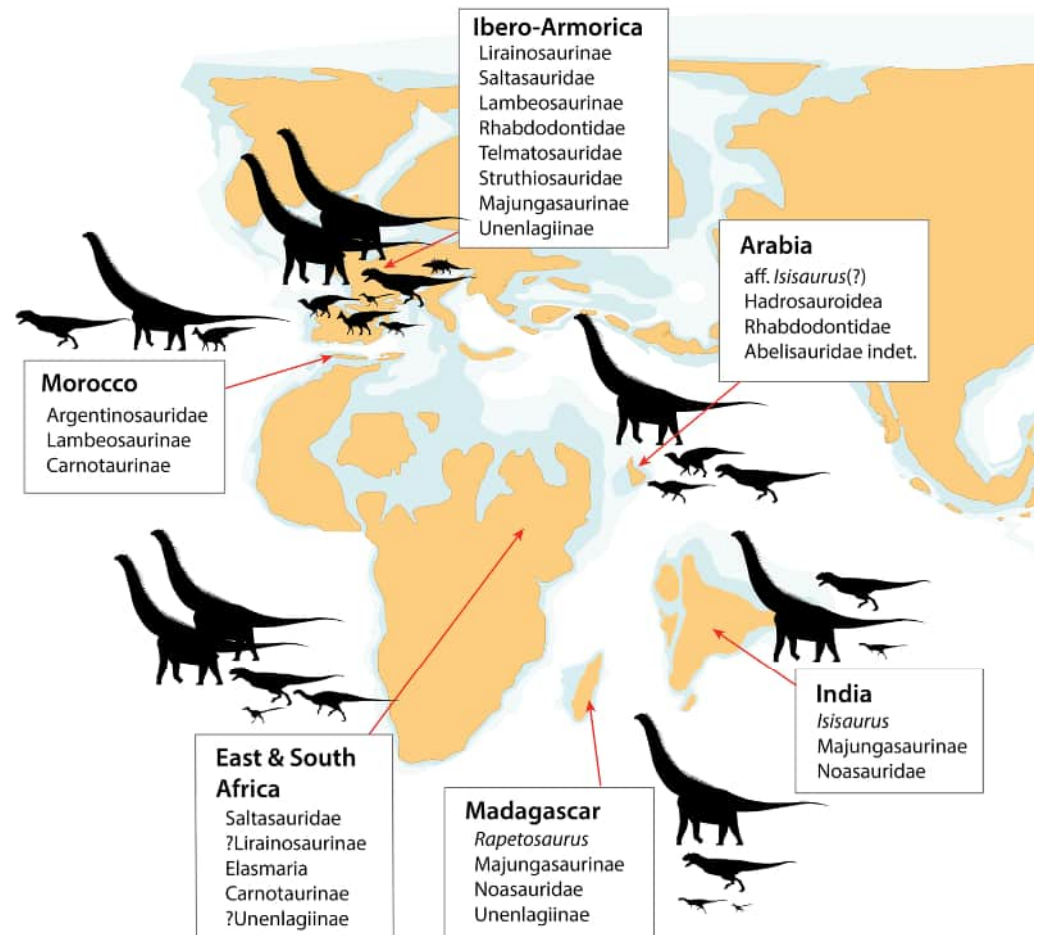 Ibero-Armorica
Lirainosaurinae
Saltasauridae
Lambeosaurinae
Rhabdodontidae
Telmatosauridae
Struthiosauridae
Majungasaurinae
Unenlagiinae
Arabia
aff. Isisaurus(?)
Hadrosauroidea
Rhabdodontidae
Abelisauridae indet.
Morocco
Argentinosauridae
Lambeosaurinae
Carnotaurinae
India
Isisaurus
Majungasaurinae
Noasauridae
East & South
Africa
Saltasauridae
?Lirainosaurinae
Elasmaria
Carnotaurinae
?Unenlagiinae
Madagascar
Rapetosaurus
Majungasaurinae
Noasauridae
Unenlagiinae